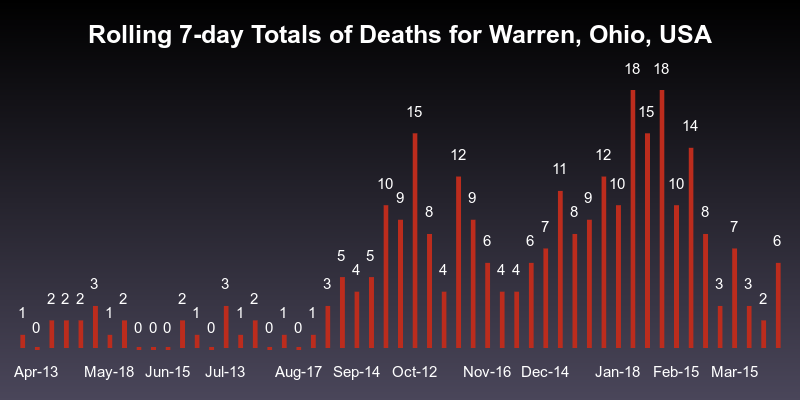 Rolling 7-day Totals of Deaths for Warren, Ohio, USA
1 0 2 2 2 3 1 2 0 0 0 2 1 0 3 1 2 0 1 0 1 3 5 4 5 10 9 15 8 4 12 9 6 4 4 6 7 11 8 9 12 10 18 15 18 10 14 8 3 7 3 2 6
Apr-13 May-18 Jun-15 Jul-13 Aug-17 Sep-14 Oct-12 Nov-16 Dec-14 Jan-18 Feb-15 Mar-15